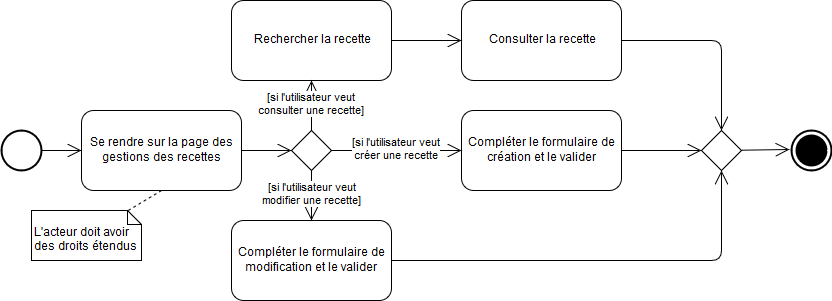 Rechercher la recette
Consulter la recette
[si l'utilisateur veut
consulter une recette]
Se rendre sur la page des
gestions des recettes
[si l'utilisateur veut
créer une recette
Compléter le formulaire de
création et le valider
[si l'utilisateur veut
modifier une recette]
L'acteur doit avoir
des droits étendus
Compléter le formulaire de
modification et le valider